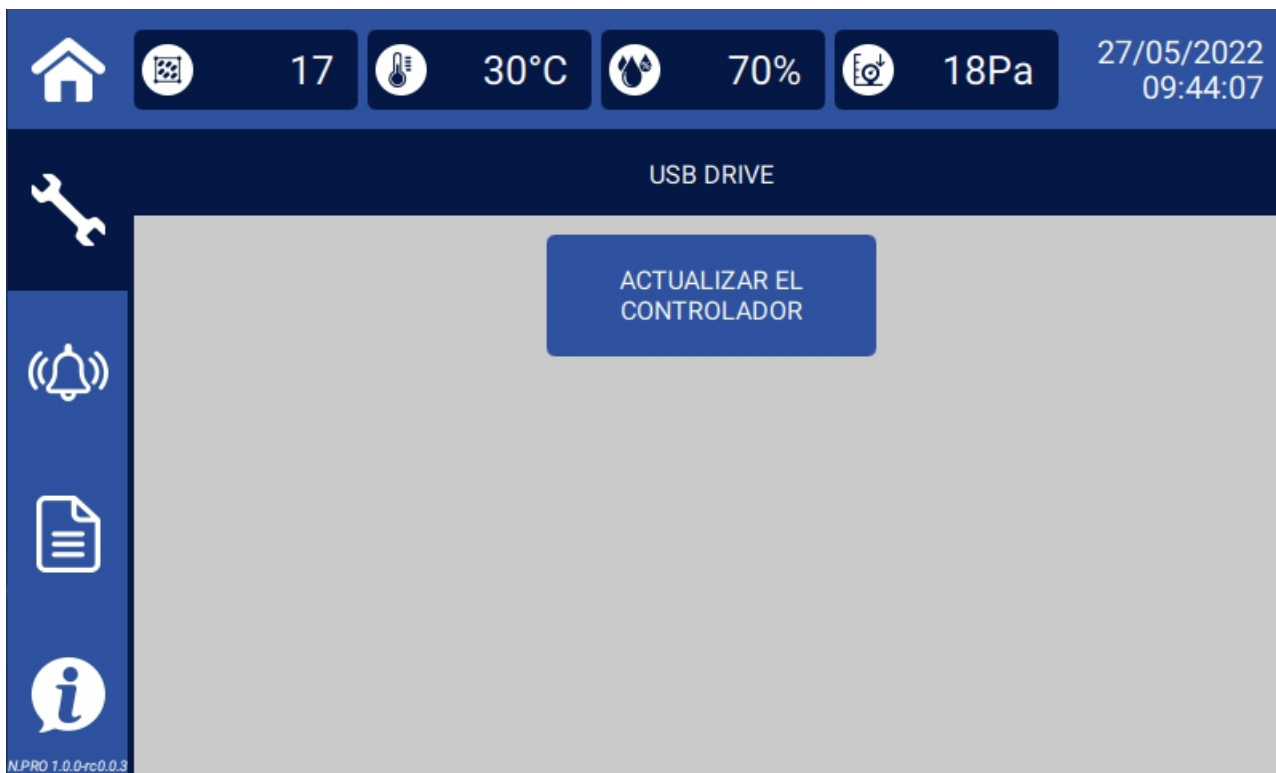 17
30°C
70%
18Pa
27/05/2022
09:44:07
USB DRIVE
ACTUALIZAR EL
CONTROLADOR
N.PRO 1.0.0-rc0.0.3